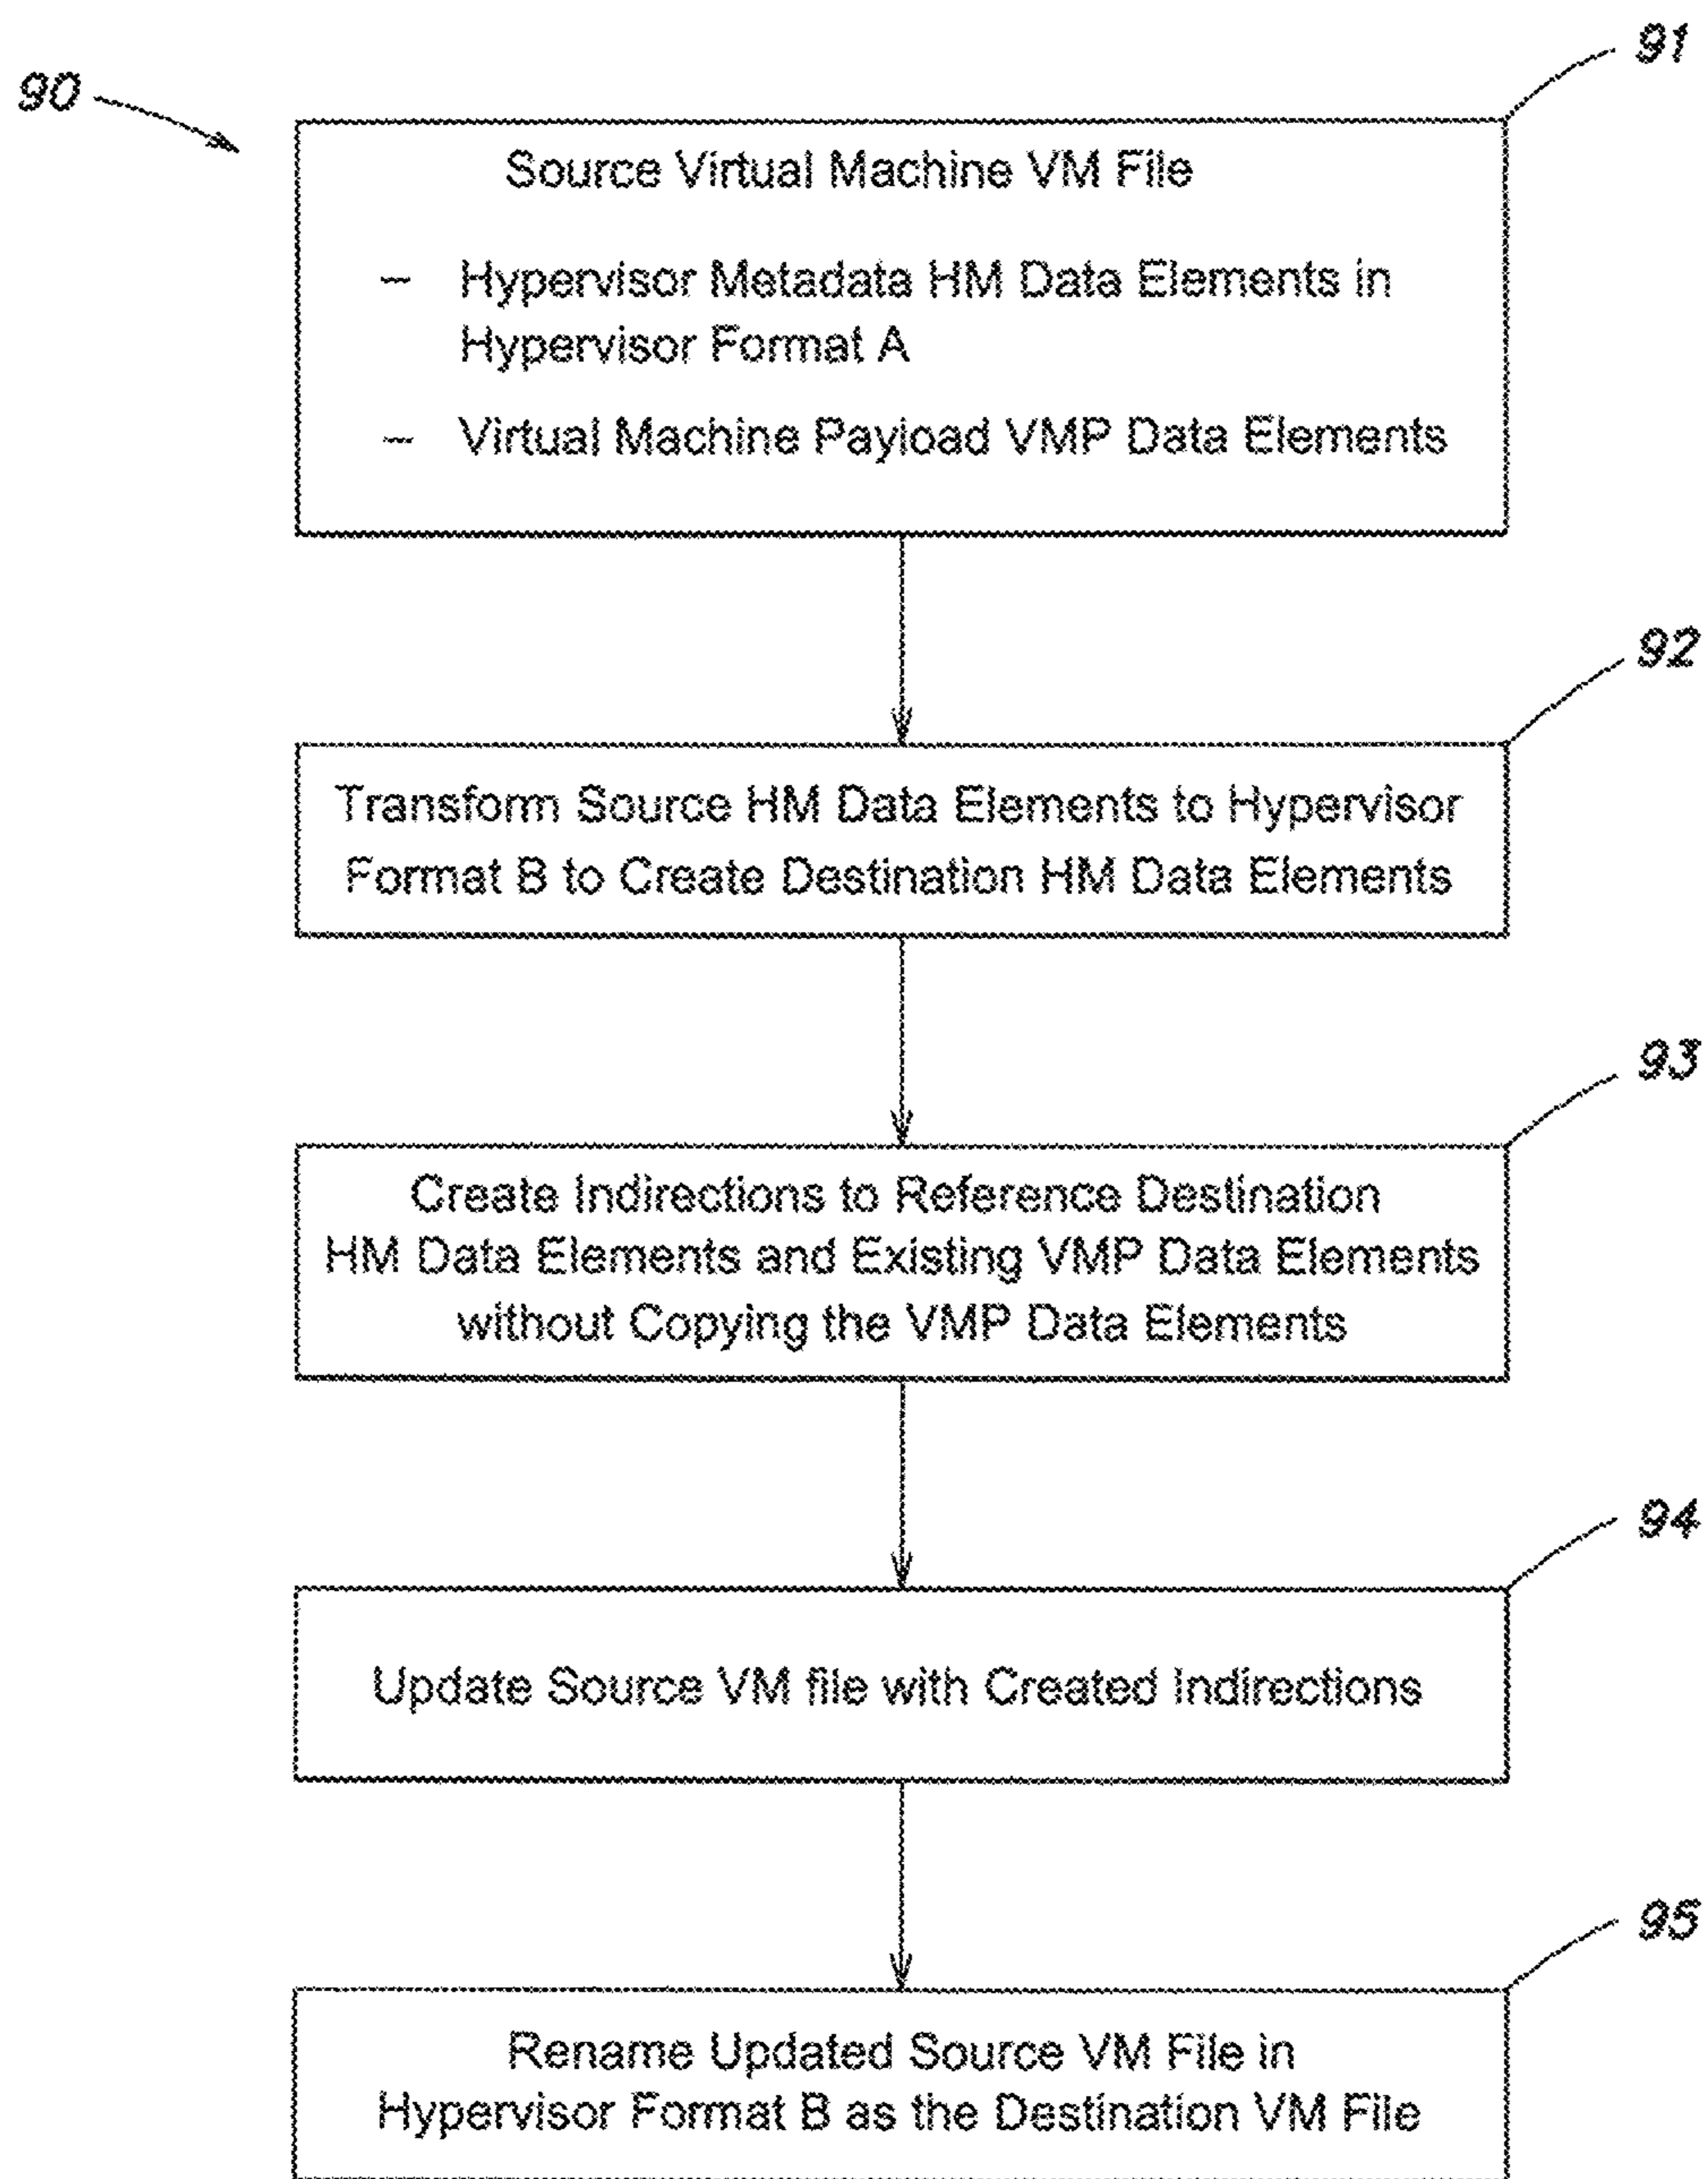 91
90
Source Virtual Machine VM File
– Hypervisor Metadata HM Data Elements in
Hypervisor Format A
– Virtual Machine Payload VMP Data Elements
92
Transform Source HM Data Elements to Hypervisor
Format B to Create Destination HM Data Elements
93
Create Indirections to Reference Destination
HM Data Elements and Existing VMP Data Elements
without Copying the VMP Data Elements
94
Update Source VM file with Created Indirections
95
Rename Updated Source VM File in
Hypervisor Format B as the Destination VM File